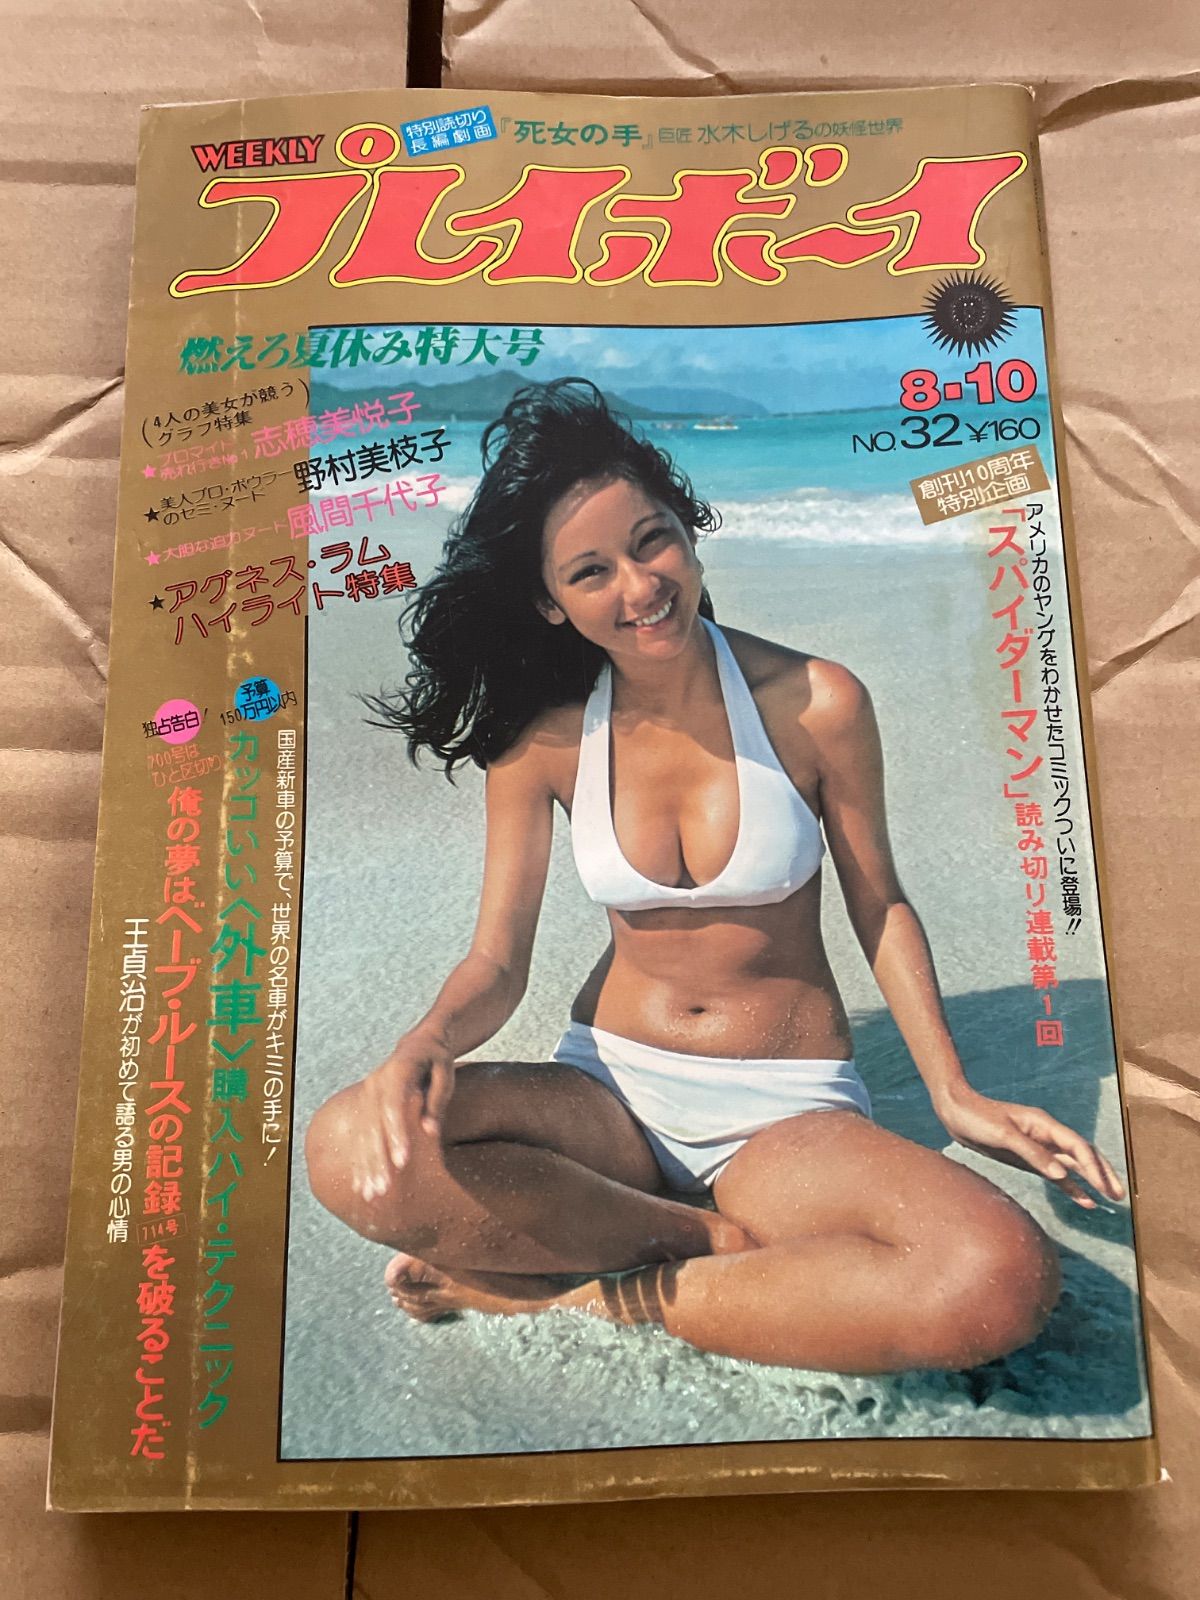 WEEKLY
プレイボーイ
特別読切り
長編劇画
『死女の手』巨匠 水木しげるの妖怪世界
燃えろ夏休み特大号
8・10
NO.32 ¥160
(4人の美女が競う)
グラフ特集
★ブロマイド
売れ行きNo.1 志穂美悦子
★美人プロ・ボウラー
のセミ・ヌード 野村美枝子
★大胆な迫力ヌード 風間千代子
★アグネス・ラム
ハイライト特集
創刊10周年
特別企画
アメリカのヤングをわかせたコミックついに登場!!
「スパイダーマン」読み切り連載第1回
予算
150万円以内
国産新車の予算で、世界の名車がキミの手に!
カッコいい〈外車〉購入ハイ・テクニック
独占告白!
700号は
ひと区切り
俺の夢はベーブ・ルースの記録714号を破ることだ
王貞治が初めて語る男の心情